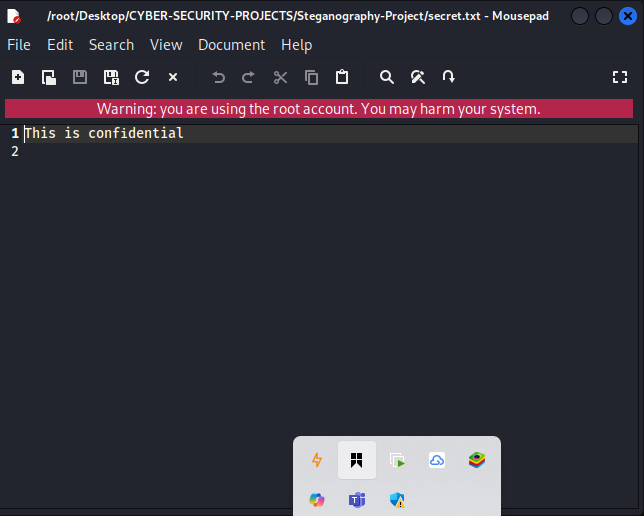 /root/Desktop/CYBER-SECURITY-PROJECTS/Steganography-Project/secret.txt - Mousepad
File Edit Search View Document Help
Warning: you are using the root account. You may harm your system.
1 This is confidential
2